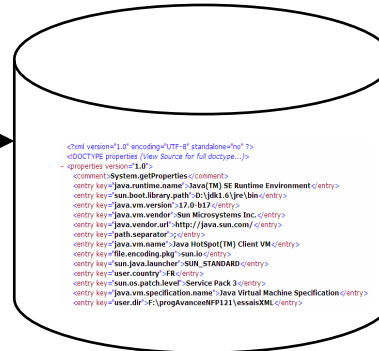 <?xml version="1.0" encoding="UTF-8" standalone="no" ?>
<!DOCTYPE properties (View Source for full doctype...)>
- <properties version="1.0">
<comment>System.getProperties</comment>
<entry key="java.runtime.name">Java(TM) SE Runtime Environment</entry>
<entry key="sun.boot.library.path">D:\jdk1.6\jre\bin</entry>
<entry key="java.vm.version">17.0-b17</entry>
<entry key="java.vm.vendor">Sun Microsystems Inc.</entry>
<entry key="java.vendor.url">http://java.sun.com/</entry>
<entry key="path.separator">;</entry>
<entry key="java.vm.name">Java HotSpot(TM) Client VM</entry>
<entry key="file.encoding.pkg">sun.io</entry>
<entry key="sun.java.launcher">SUN_STANDARD</entry>
<entry key="user.country">FR</entry>
<entry key="sun.os.patch.level">Service Pack 3</entry>
<entry key="java.vm.specification.name">Java Virtual Machine Specification</entry>
<entry key="user.dir">F:\progAvanceeNFP121\essaisXML</entry>